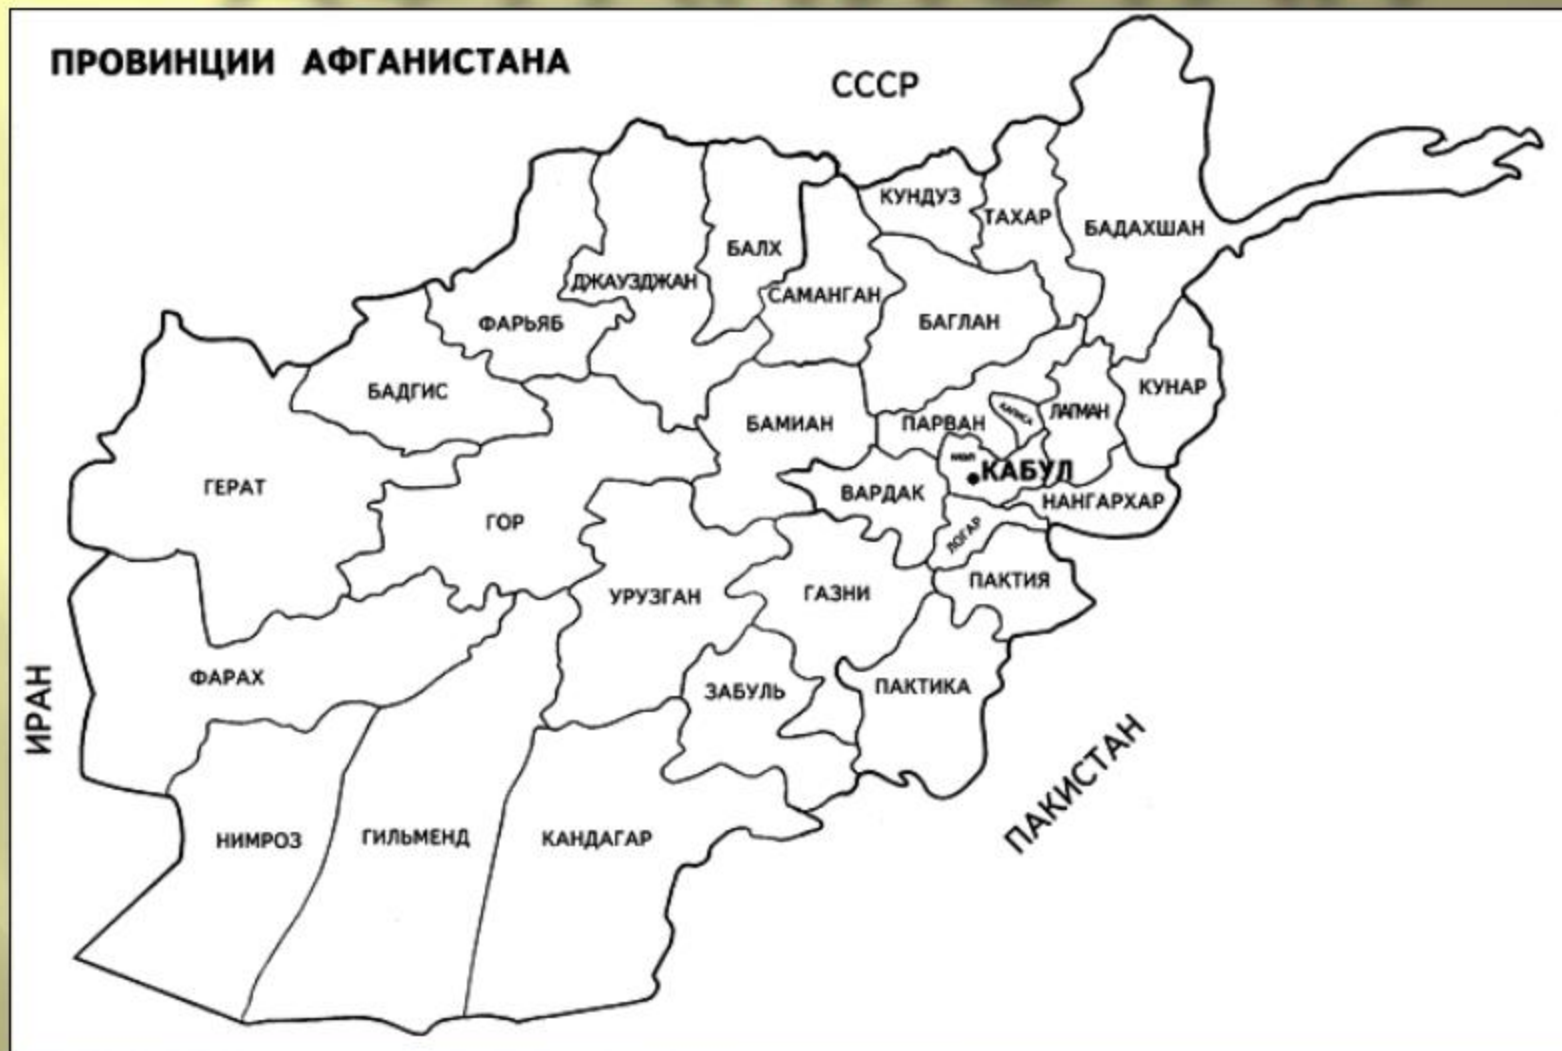 ПРОВИНЦИИ АФГАНИСТАНА
СССР
КУНДУЗ
ТАХАР
БАДАХШАН
БАЛХ
ДЖАУЗДЖАН
САМАНГАН
ФАРЬЯБ
БАГЛАН
БАДГИС
КУНАР
КАПИСА
ЛАГМАН
БАМИАН
ПАРВАН
КАБУЛ
ГЕРАТ
ВАРДАК
НАНГАРХАР
ГОР
ЛОГАР
ПАКТИЯ
УРУЗГАН
ГАЗНИ
ФАРАХ
ЗАБУЛЬ
ПАКТИКА
ИРАН
ПАКИСТАН
НИМРОЗ
ГИЛЬМЕНД
КАНДАГАР